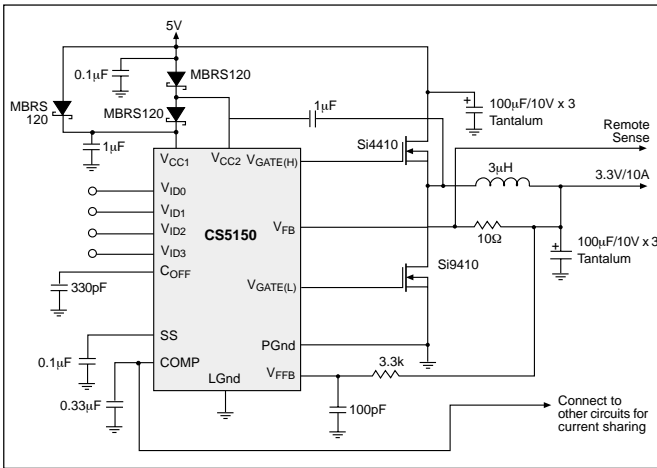 5V
0.1μF
MBRS120
MBRS
120
MBRS120
1μF
1μF
100μF/10V x 3
Tantalum
Si4410
Remote
Sense
3μH
3.3V/10A
VCC1
VCC2
VGATE(H)
VID0
VID1
VID2
VID3
CS5150
VFB
10Ω
100μF/10V x 3
Tantalum
COFF
330pF
VGATE(L)
Si9410
SS
0.1μF
PGnd
COMP
VFFB
3.3k
LGnd
0.33μF
100pF
Connect to
other circuits for
current sharing